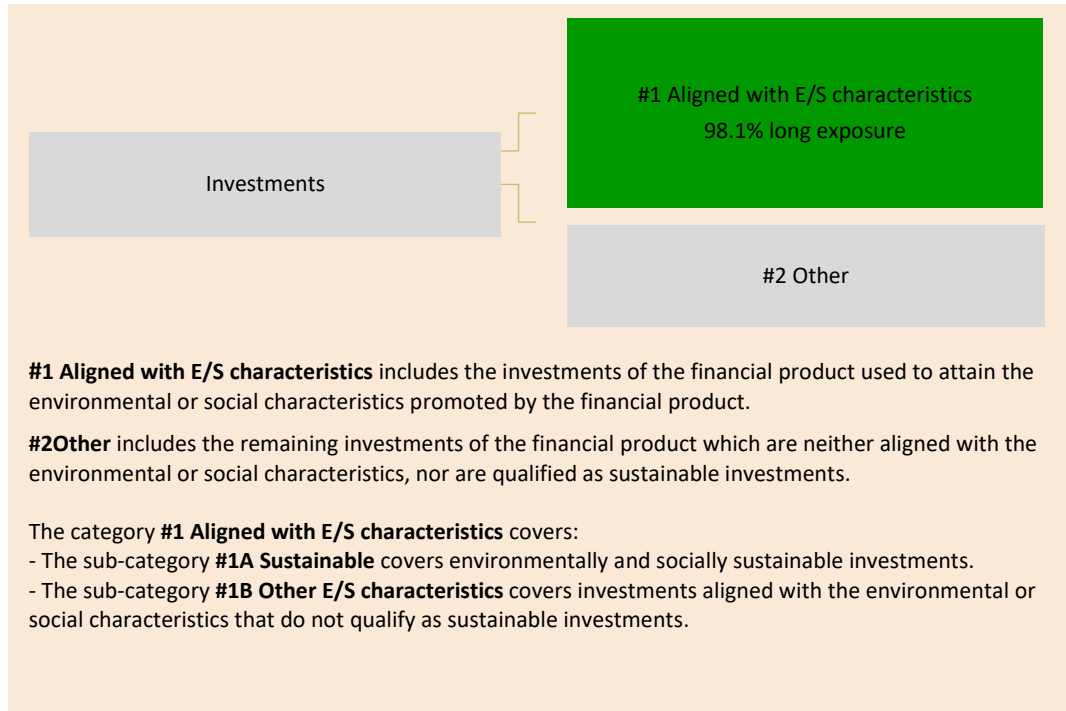 #1 Aligned with E/S characteristics
98.1% long exposure
Investments
#2 Other
#1 Aligned with E/S characteristics includes the investments of the financial product used to attain the
environmental or social characteristics promoted by the financial product.
#2Other includes the remaining investments of the financial product which are neither aligned with the
environmental or social characteristics, nor are qualified as sustainable investments.
The category #1 Aligned with E/S characteristics covers:
- The sub-category #1A Sustainable covers environmentally and socially sustainable investments.
- The sub-category #1B Other E/S characteristics covers investments aligned with the environmental or
social characteristics that do not qualify as sustainable investments.